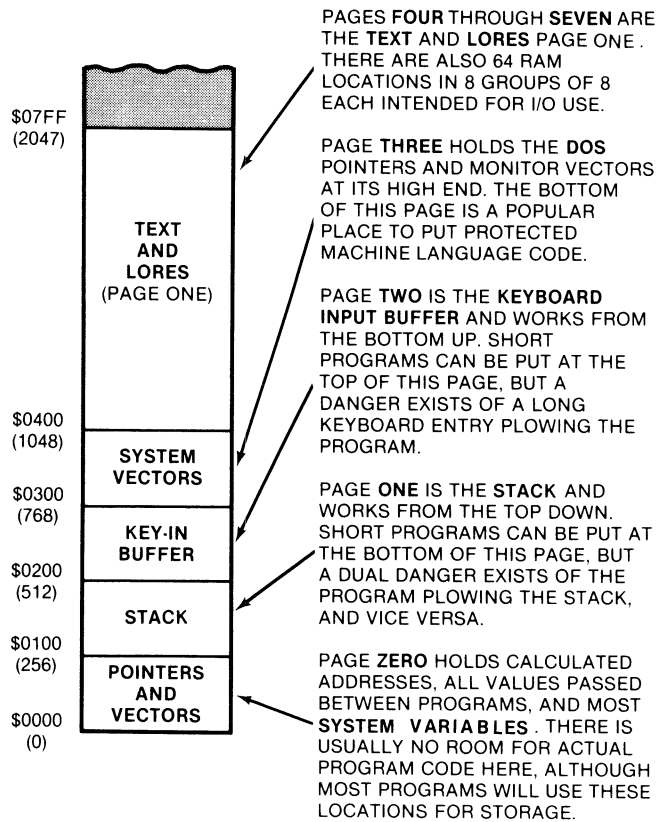 $07FF
(2047)
TEXT
AND
LORES
(PAGE ONE)
$0400
(1048)
SYSTEM
VECTORS
$0300
(768)
KEY-IN
BUFFER
$0200
(512)
STACK
$0100
(256)
POINTERS
AND
VECTORS
$0000
(0)
PAGES FOUR THROUGH SEVEN ARE
THE TEXT AND LORES PAGE ONE .
THERE ARE ALSO 64 RAM
LOCATIONS IN 8 GROUPS OF 8
EACH INTENDED FOR I/O USE.
PAGE THREE HOLDS THE DOS
POINTERS AND MONITOR VECTORS
AT ITS HIGH END. THE BOTTOM
OF THIS PAGE IS A POPULAR
PLACE TO PUT PROTECTED
MACHINE LANGUAGE CODE.
PAGE TWO IS THE KEYBOARD
INPUT BUFFER AND WORKS FROM
THE BOTTOM UP. SHORT
PROGRAMS CAN BE PUT AT THE
TOP OF THIS PAGE, BUT A
DANGER EXISTS OF A LONG
KEYBOARD ENTRY PLOWING THE
PROGRAM.
PAGE ONE IS THE STACK AND
WORKS FROM THE TOP DOWN.
SHORT PROGRAMS CAN BE PUT AT
THE BOTTOM OF THIS PAGE, BUT
A DUAL DANGER EXISTS OF THE
PROGRAM PLOWING THE STACK,
AND VICE VERSA.
PAGE ZERO HOLDS CALCULATED
ADDRESSES, ALL VALUES PASSED
BETWEEN PROGRAMS, AND MOST
SYSTEM VARIABLES . THERE IS
USUALLY NO ROOM FOR ACTUAL
PROGRAM CODE HERE, ALTHOUGH
MOST PROGRAMS WILL USE THESE
LOCATIONS FOR STORAGE.